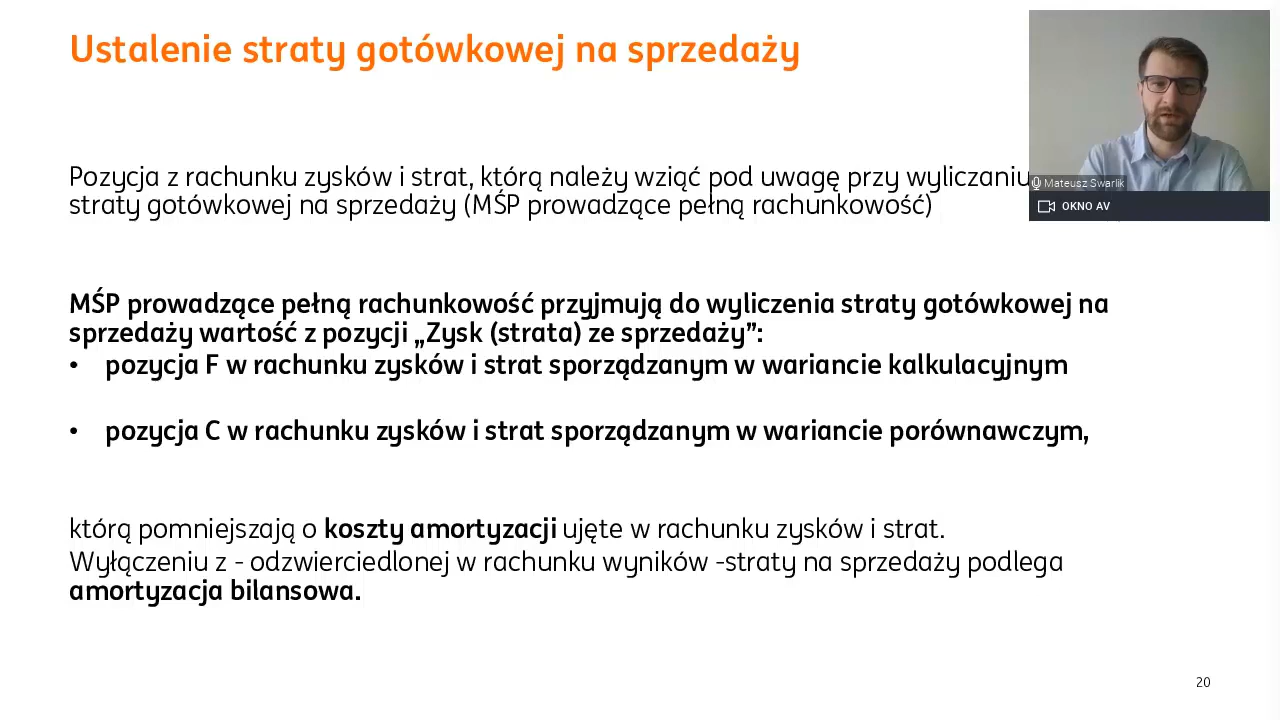 Ustalenie straty gotówkowej na sprzedaży
Pozycja z rachunku zysków i strat, którą należy wziąć pod uwagę przy wyliczaniu
straty gotówkowej na sprzedaży (MŚP prowadzące pełną rachunkowość)
Mateusz Swarlik
OKNO AV
MŚP prowadzące pełną rachunkowość przyjmują do wyliczenia straty gotówkowej na
sprzedaży wartość z pozycji „Zysk (strata) ze sprzedaży”:
• pozycja F w rachunku zysków i strat sporządzanym w wariancie kalkulacyjnym
• pozycja C w rachunku zysków i strat sporządzanym w wariancie porównawczym,
którą pomniejszają o koszty amortyzacji ujęte w rachunku zysków i strat.
Wyłączeniu z - odzwierciedlonej w rachunku wyników -straty na sprzedaży podlega
amortyzacja bilansowa.
20